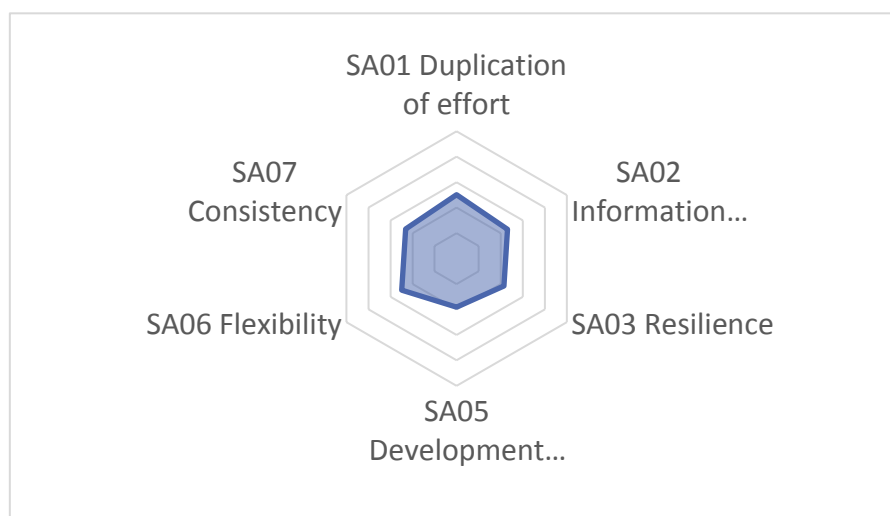 SA01 Duplication
of effort
SA02
Information...
SA03 Resilience
SA05
Development...
SA06 Flexibility
SA07
Consistency